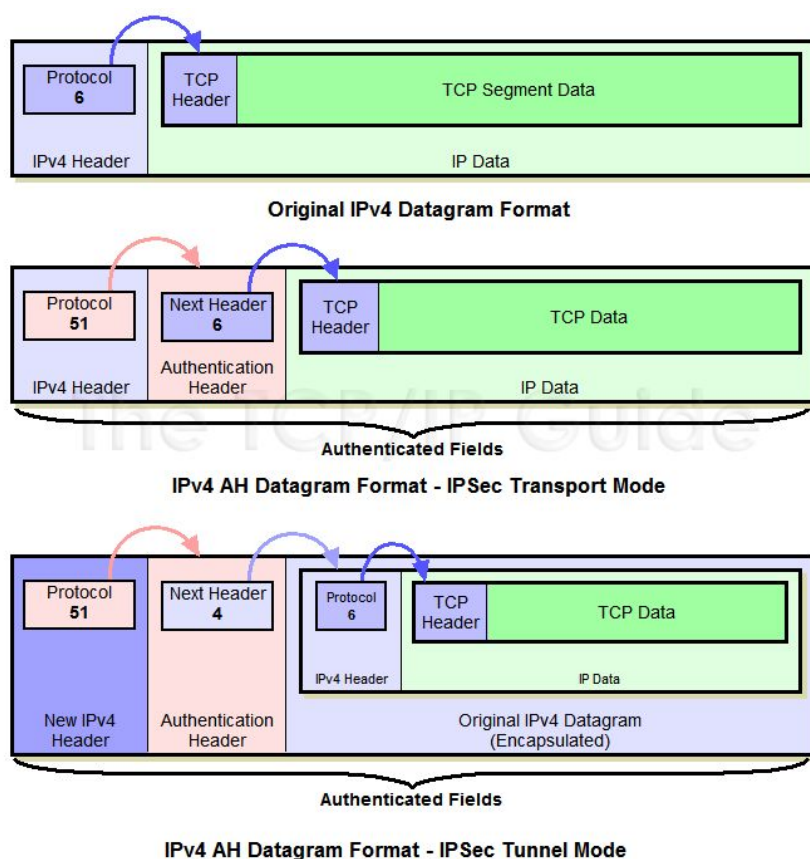 Protocol
6
TCP
Header
TCP Segment Data
IPv4 Header
IP Data
Original IPv4 Datagram Format
Protocol
51
Next Header
6
TCP
Header
TCP Data
IPv4 Header
Authentication
Header
IP Data
The TCP/IP Guide
Authenticated Fields
IPv4 AH Datagram Format - IPSec Transport Mode
Protocol
51
Next Header
4
Protocol
6
TCP
Header
TCP Data
IPv4 Header
IP Data
New IPv4
Header
Authentication
Header
Original IPv4 Datagram
(Encapsulated)
Authenticated Fields
IPv4 AH Datagram Format - IPSec Tunnel Mode